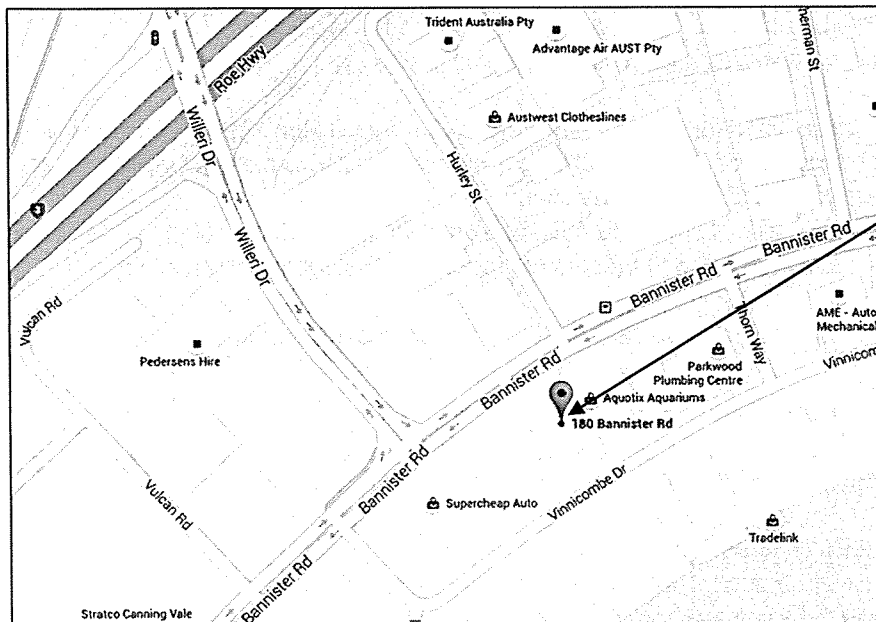 Trident Australia Pty
Advantage Air AUST Pty
Roe Hwy
Willeri Dr
Austwest Clotheslines
Hurley St
Willeri Dr
Bannister Rd
Bannister Rd
Vulcan Rd
Pedersens Hire
AME - Auto
Mechanical
Thorn Way
Parkwood
Plumbing Centre
Bannister Rd
Aquotix Aquariums
180 Bannister Rd
Bannister Rd
Vulcan Rd
Supercheap Auto
Vinnicombe Dr
Tradelink
Bannister Rd
Stratco Canning Vale